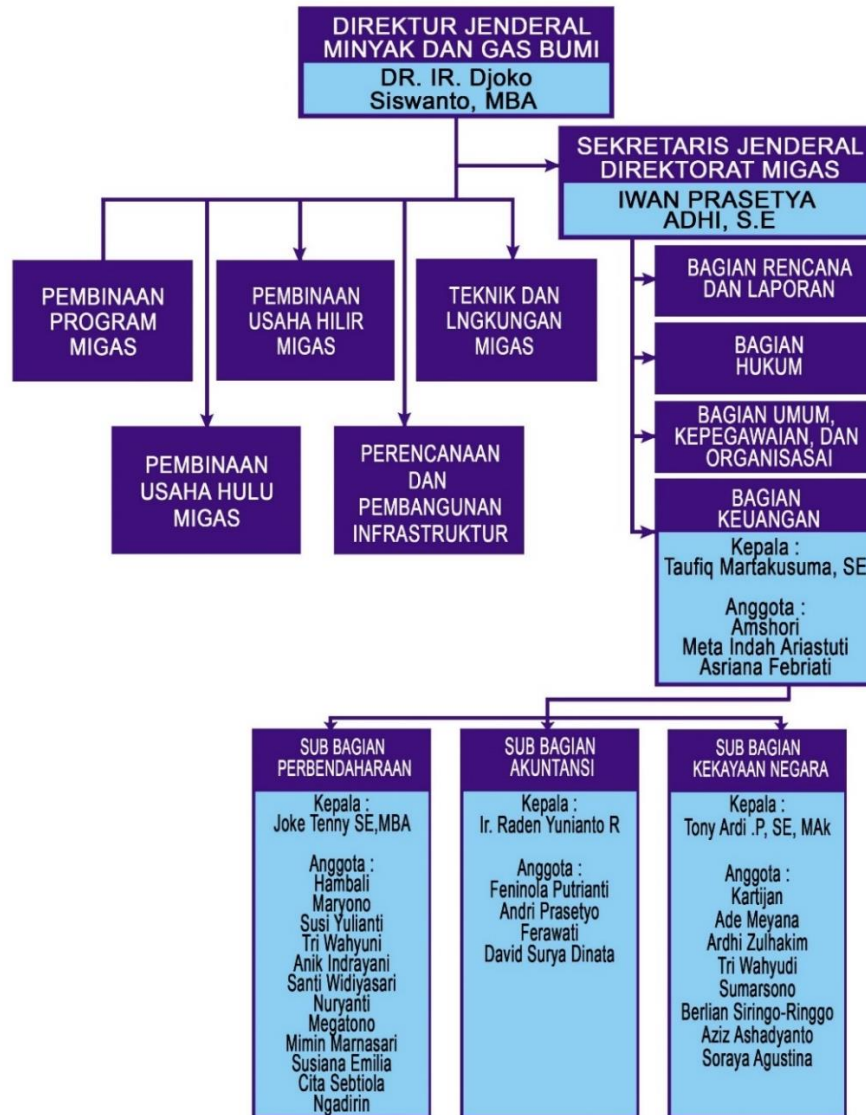 DIREKTUR JENDERAL
MINYAK DAN GAS BUMI
DR. IR. Djoko
Siswanto, MBA
SEKRETARIS JENDERAL
DIREKTORAT MIGAS
IWAN PRASETYA
ADHI, S.E
PEMBINAAN
PROGRAM
MIGAS
PEMBINAAN
USAHA HILIR
MIGAS
TEKNIK DAN
LNGKUNGAN
MIGAS
PEMBINAAN
USAHA HULU
MIGAS
PERENCANAAN
DAN
PEMBANGUNAN
INFRASTRUKTUR
BAGIAN RENCANA
DAN LAPORAN
BAGIAN
HUKUM
BAGIAN UMUM,
KEPEGAWAIAN, DAN
ORGANISASAI
BAGIAN
KEUANGAN
Kepala :
Taufiq Martakusuma, SE
Anggota :
Amshori
Meta Indah Ariastuti
Asriana Febriati
SUB BAGIAN
PERBENDAHARAAN
Kepala :
Joke Tenny SE,MBA
Anggota :
Hambali
Maryono
Susi Yulianti
Tri Wahyuni
Anik Indrayani
Santi Widiyasari
Nuryanti
Megatono
Mimin Marnasari
Susiana Emilia
Cita Sebtiola
Ngadirin
SUB BAGIAN
AKUNTANSI
Kepala :
Ir. Raden Yunianto R
Anggota :
Feninola Putrianti
Andri Prasetyo
Ferawati
David Surya Dinata
SUB BAGIAN
KEKAYAAN NEGARA
Kepala :
Tony Ardi .P, SE, MAk
Anggota :
Kartijan
Ade Meyana
Ardhi Zulhakim
Tri Wahyudi
Sumarsono
Berlian Siringo-Ringgo
Aziz Ashadyanto
Soraya Agustina